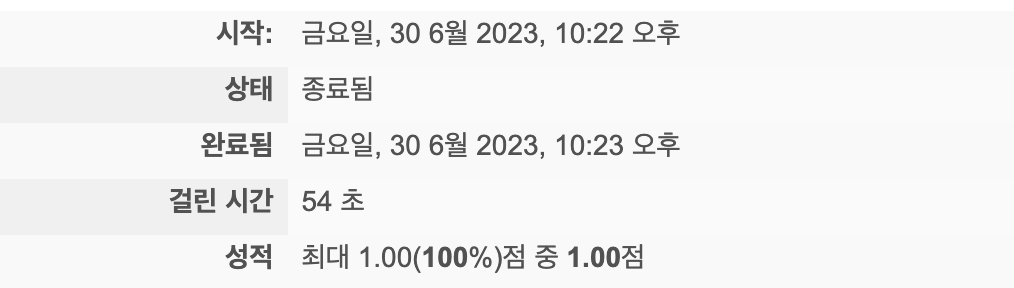 시작: 금요일, 30 6월 2023, 10:22 오후
상태 종료됨
완료됨 금요일, 30 6월 2023, 10:23 오후
걸린 시간 54 초
성적 최대 1.00(100%)점 중 1.00점